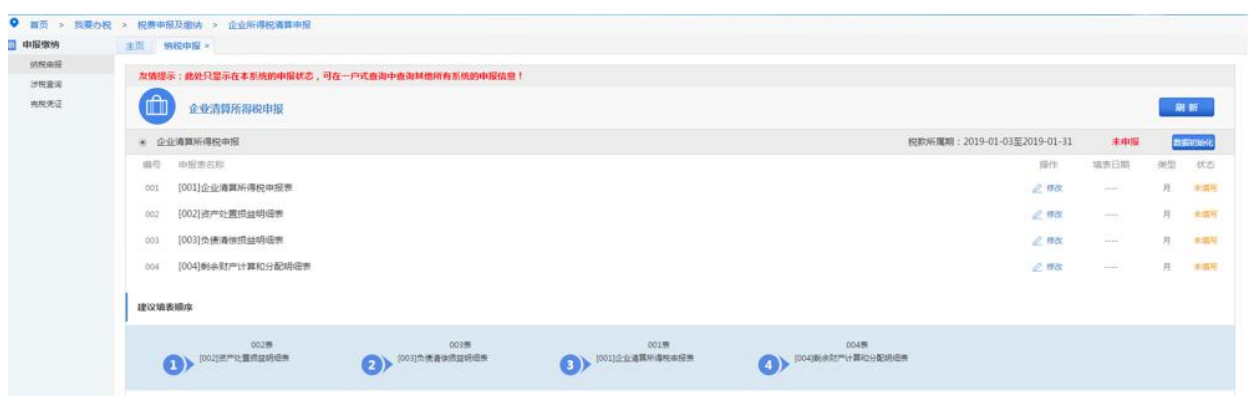 首页 > 我要办税 > 税费申报及缴纳 > 企业所得税清算申报
申报缴纳
主页 纳税申报 ×
纳税申报
涉税查询
完税凭证
友情提示：此处只显示在本系统的申报状态，可在一户式查询中查询其他所有系统的申报信息！
企业清算所得税申报
刷 新
企业清算所得税申报 税款所属期：2019-01-03至2019-01-31 未申报 数据初始化
编号 申报表名称 操作 填表日期 类型 状态
001 [001]企业清算所得税申报表 修改 ---- 月 未填写
002 [002]资产处置损益明细表 修改 ---- 月 未填写
003 [003]负债清偿损益明细表 修改 ---- 月 未填写
004 [004]剩余财产计算和分配明细表 修改 ---- 月 未填写
建议填表顺序
002表 003表 001表 004表
1 [002]资产处置损益明细表 2 [003]负债清偿损益明细表 3 [001]企业清算所得税申报表 4 [004]剩余财产计算和分配明细表